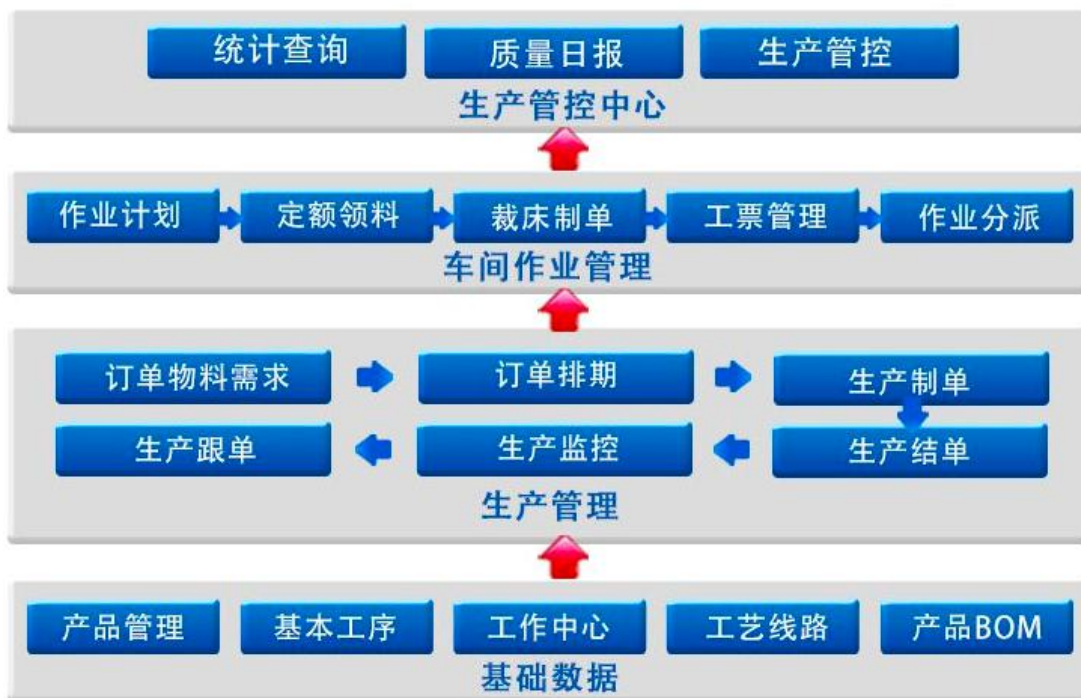 统计查询 质量日报 生产管控
生产管控中心
作业计划 定额领料 裁床制单 工票管理 作业分派
车间作业管理
订单物料需求 订单排期 生产制单
生产跟单 生产监控 生产结单
生产管理
产品管理 基本工序 工作中心 工艺线路 产品BOM
基础数据